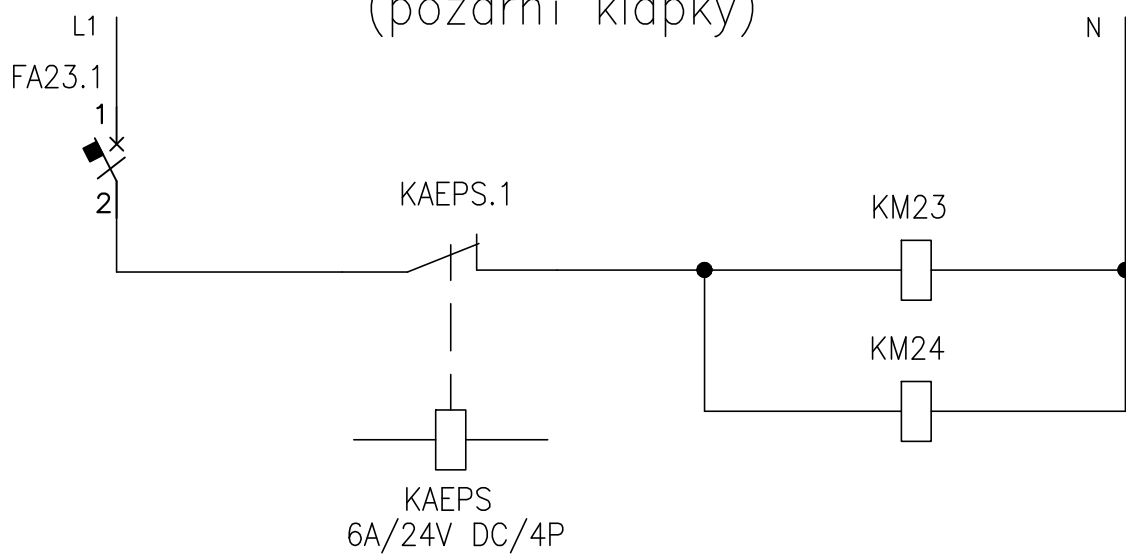 (požární klapky)
L1
N
FA23.1
1
2
KAEPS.1
KM23
KM24
KAEPS
6A/24V DC/4P